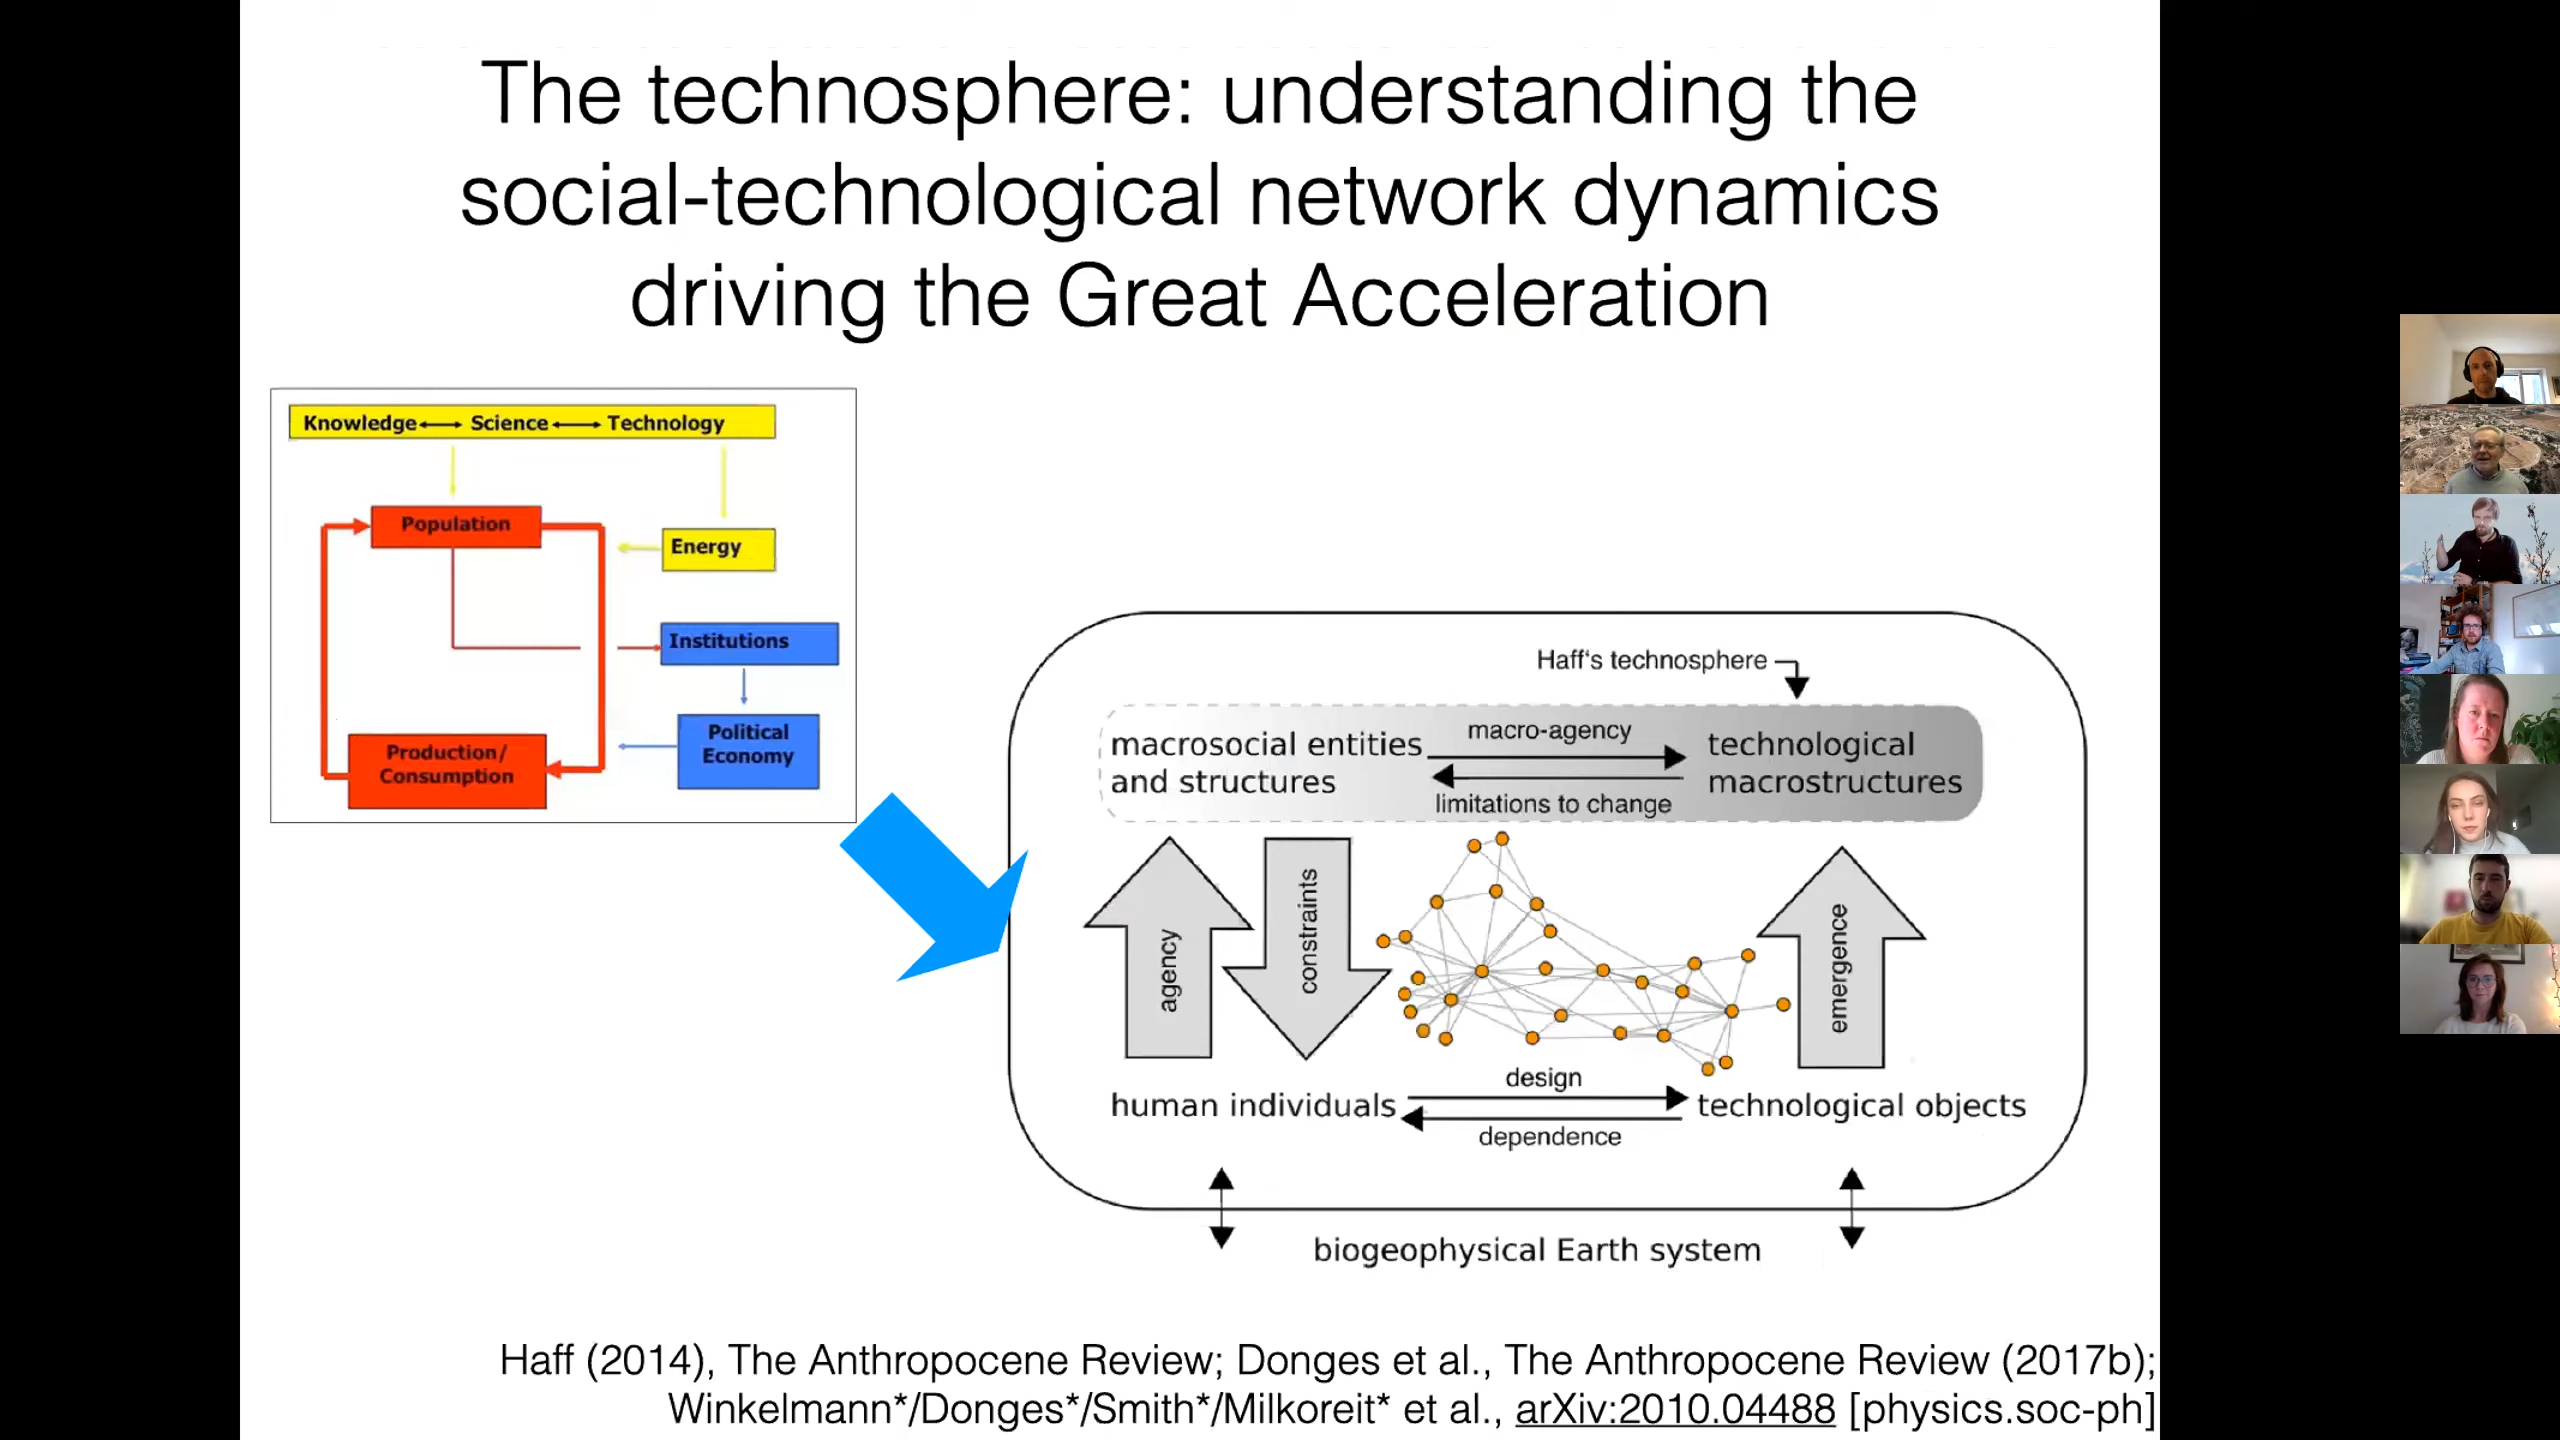 The technosphere: understanding the
social-technological network dynamics
driving the Great Acceleration
Knowledge Science Technology
Population
Energy
Institutions
Political
Economy
Production/
Consumption
Haff's technosphere
macrosocial entities
and structures
macro-agency
limitations to change
technological
macrostructures
agency
constraints
emergence
human individuals
design
dependence
technological objects
biogeophysical Earth system
Haff (2014), The Anthropocene Review; Donges et al., The Anthropocene Review (2017b);
Winkelmann*/Donges*/Smith*/Milkoreit* et al., arXiv:2010.04488 [physics.soc-ph]